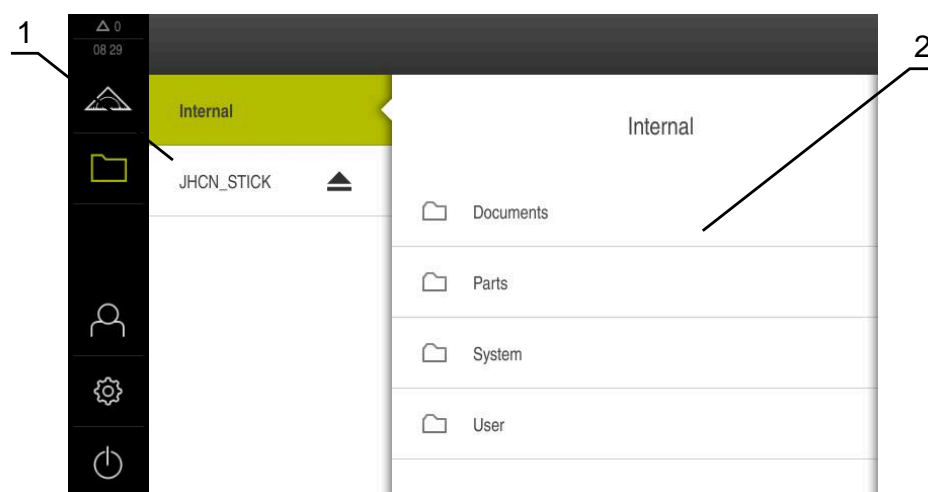 1
0
08 29
2
Internal
JHCN_STICK
Internal
Documents
Parts
System
User